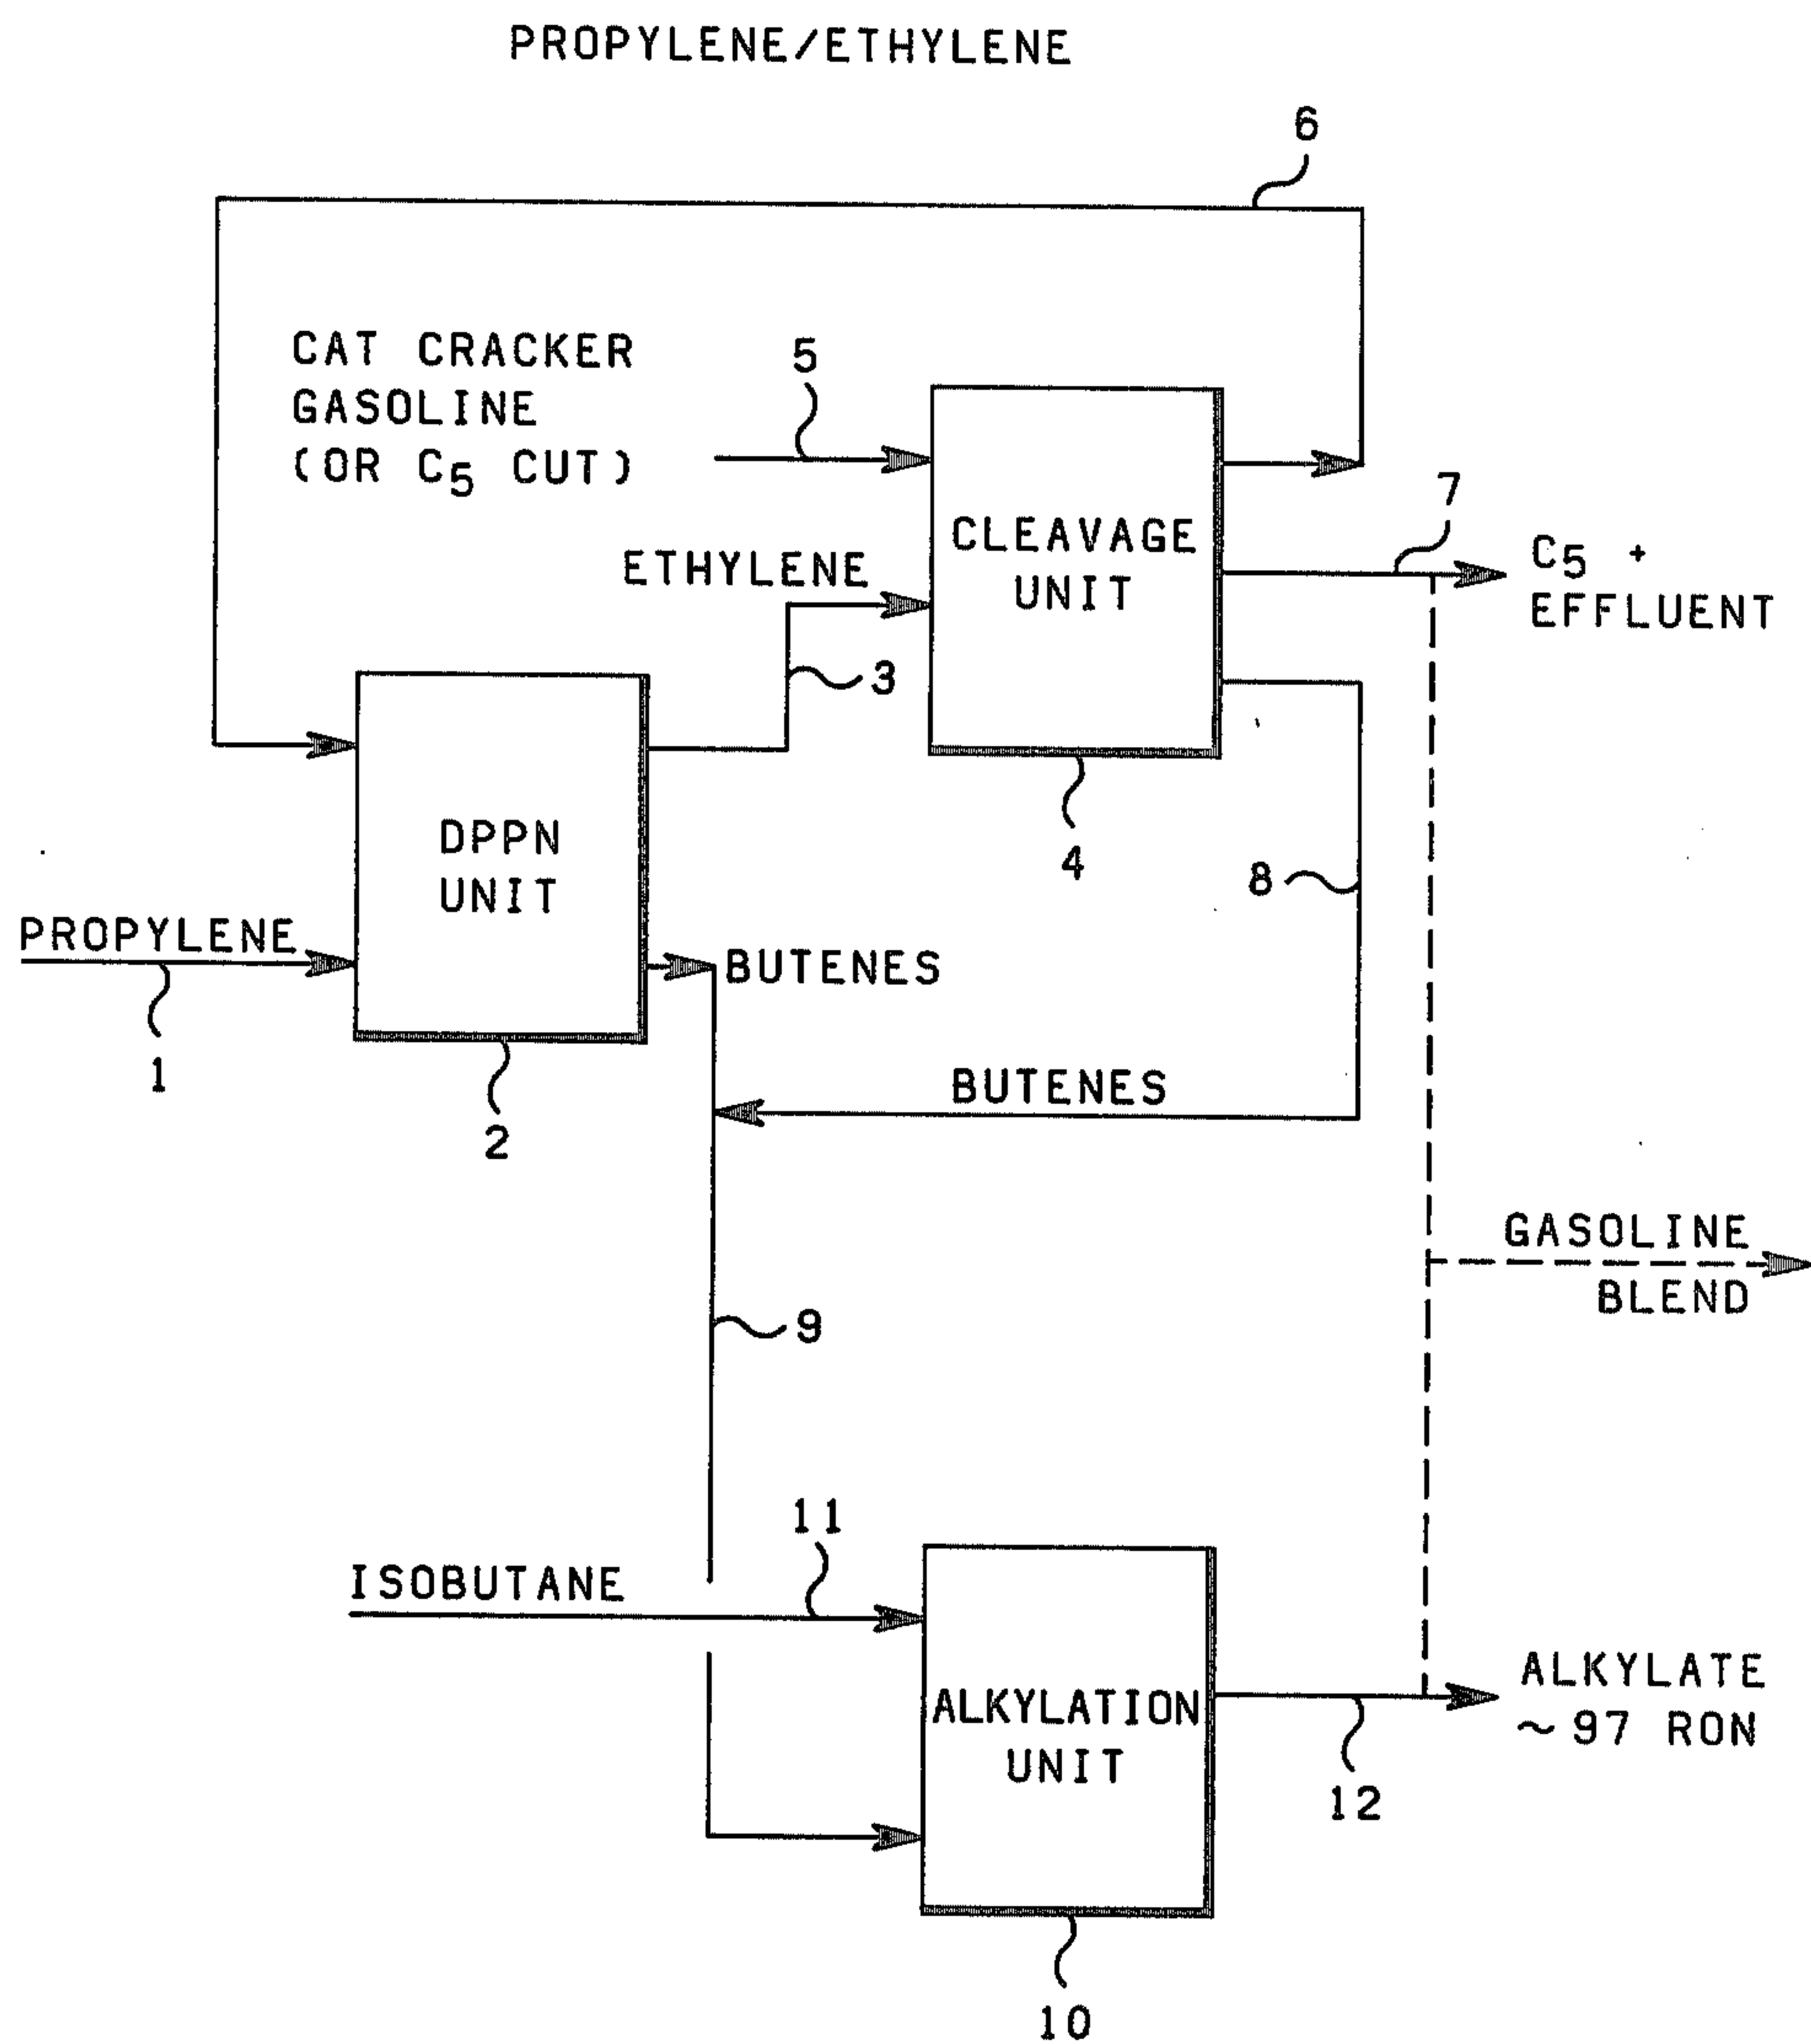 PROPYLENE/ETHYLENE
6
CAT CRACKER
GASOLINE
(OR C5 CUT)
5
7
CLEAVAGE
UNIT
C5 +
EFFLUENT
ETHYLENE
3
DPPN
UNIT
4
8
PROPYLENE
BUTENES
1
BUTENES
2
GASOLINE
BLEND
9
11
ISOBUTANE
ALKYLATION
UNIT
ALKYLATE
~97 RON
12
10